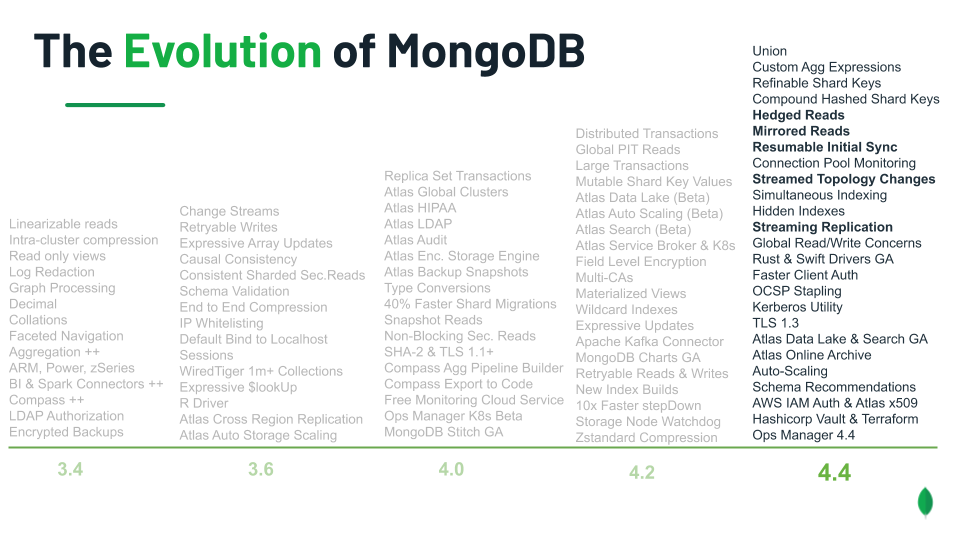 The Evolution of MongoDB
Linearizable reads
Intra-cluster compression
Read only views
Log Redaction
Graph Processing
Decimal
Collations
Faceted Navigation
Aggregation ++
ARM, Power, zSeries
BI & Spark Connectors ++
Compass ++
LDAP Authorization
Encrypted Backups
3.4
Change Streams
Retryable Writes
Expressive Array Updates
Causal Consistency
Consistent Sharded Sec.Reads
Schema Validation
End to End Compression
IP Whitelisting
Default Bind to Localhost
Sessions
WiredTiger 1m+ Collections
Expressive $lookUp
R Driver
Atlas Cross Region Replication
Atlas Auto Storage Scaling
3.6
Replica Set Transactions
Atlas Global Clusters
Atlas HIPAA
Atlas LDAP
Atlas Audit
Atlas Enc. Storage Engine
Atlas Backup Snapshots
Type Conversions
40% Faster Shard Migrations
Snapshot Reads
Non-Blocking Sec. Reads
SHA-2 & TLS 1.1+
Compass Agg Pipeline Builder
Compass Export to Code
Free Monitoring Cloud Service
Ops Manager K8s Beta
MongoDB Stitch GA
4.0
Distributed Transactions
Global PIT Reads
Large Transactions
Mutable Shard Key Values
Atlas Data Lake (Beta)
Atlas Auto Scaling (Beta)
Atlas Search (Beta)
Atlas Service Broker & K8s
Field Level Encryption
Multi-CAs
Materialized Views
Wildcard Indexes
Expressive Updates
Apache Kafka Connector
MongoDB Charts GA
Retryable Reads & Writes
New Index Builds
10x Faster stepDown
Storage Node Watchdog
Zstandard Compression
4.2
Union
Custom Agg Expressions
Refinable Shard Keys
Compound Hashed Shard Keys
Hedged Reads
Mirrored Reads
Resumable Initial Sync
Connection Pool Monitoring
Streamed Topology Changes
Simultaneous Indexing
Hidden Indexes
Streaming Replication
Global Read/Write Concerns
Rust & Swift Drivers GA
Faster Client Auth
OCSP Stapling
Kerberos Utility
TLS 1.3
Atlas Data Lake & Search GA
Atlas Online Archive
Auto-Scaling
Schema Recommendations
AWS IAM Auth & Atlas x509
Hashicorp Vault & Terraform
Ops Manager 4.4
4.4